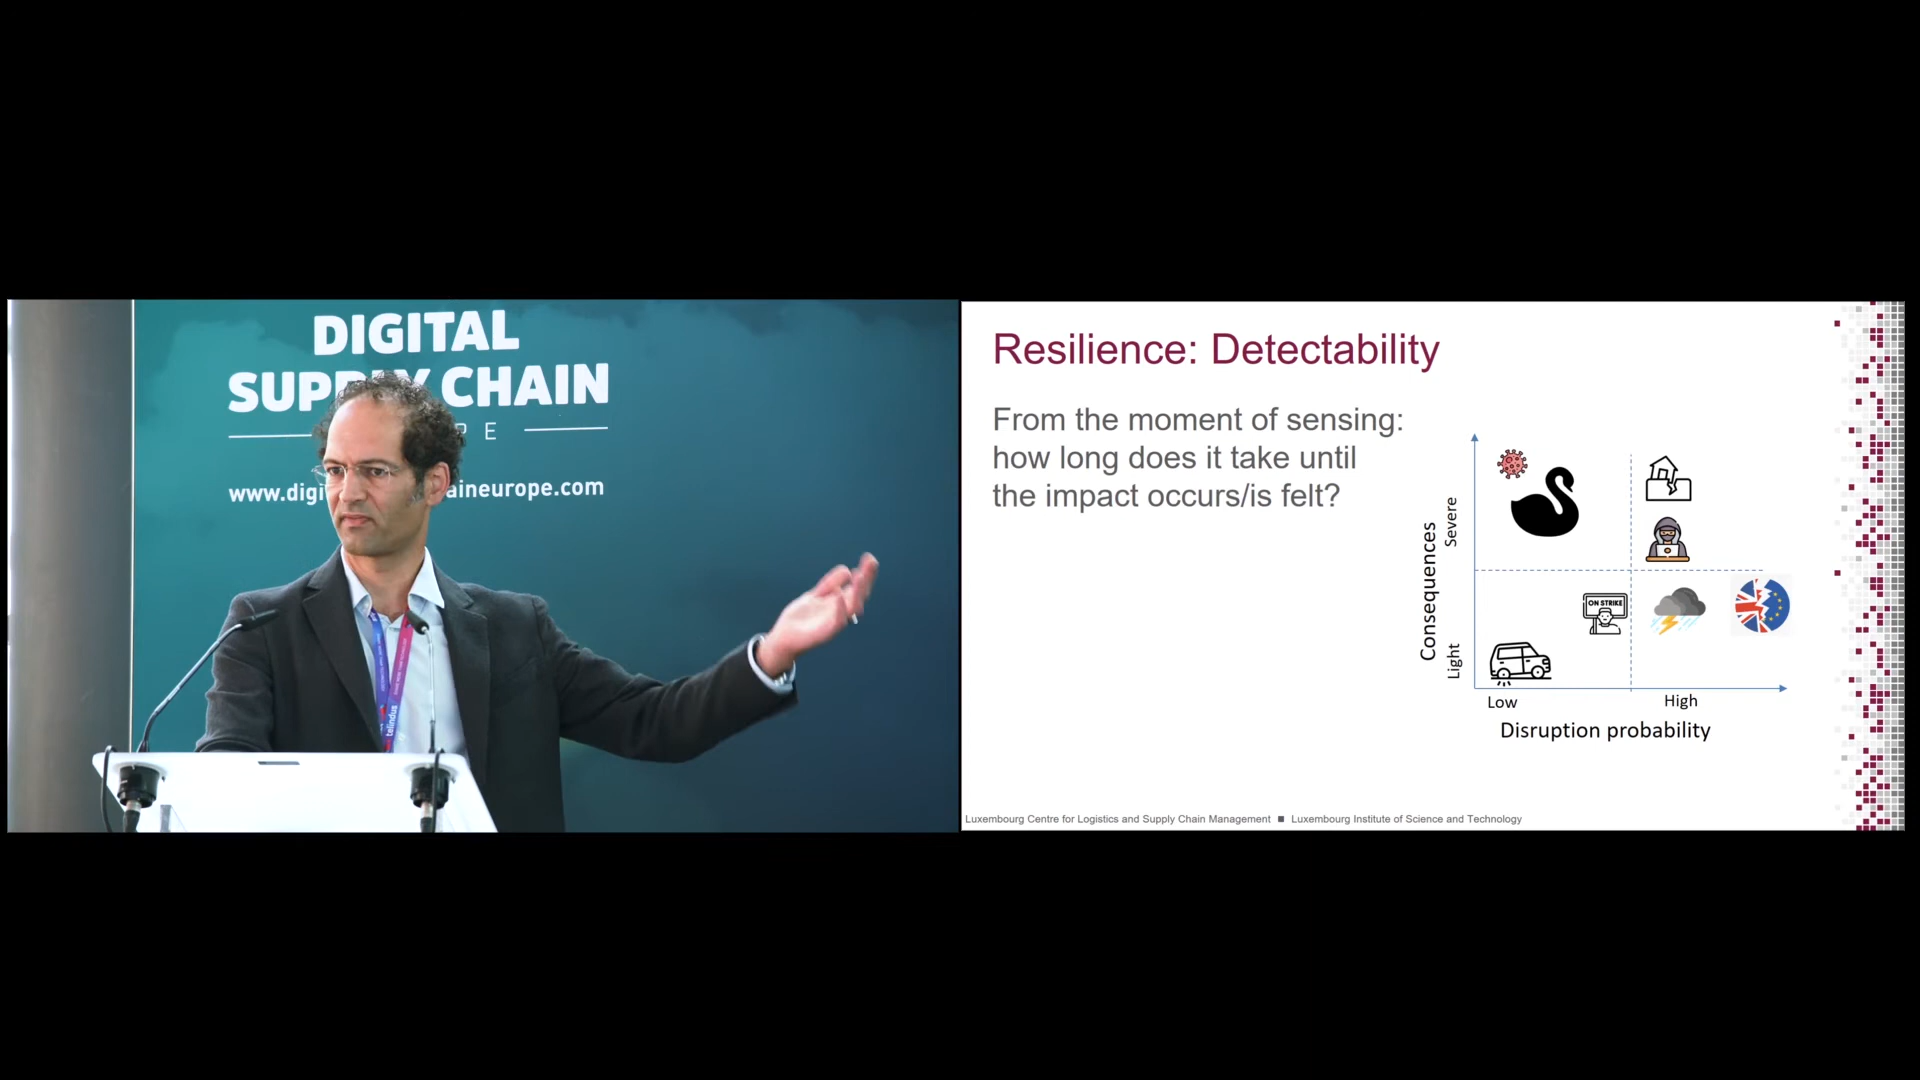 DIGITAL
SUPPLY CHAIN
P E
www.digi
aineurope.com
telindus
Resilience: Detectability
From the moment of sensing:
how long does it take until
the impact occurs/is felt?
Consequences
Severe
Light
ON STRIKE
Low
High
Disruption probability
Luxembourg Centre for Logistics and Supply Chain Management ■ Luxembourg Institute of Science and Technology